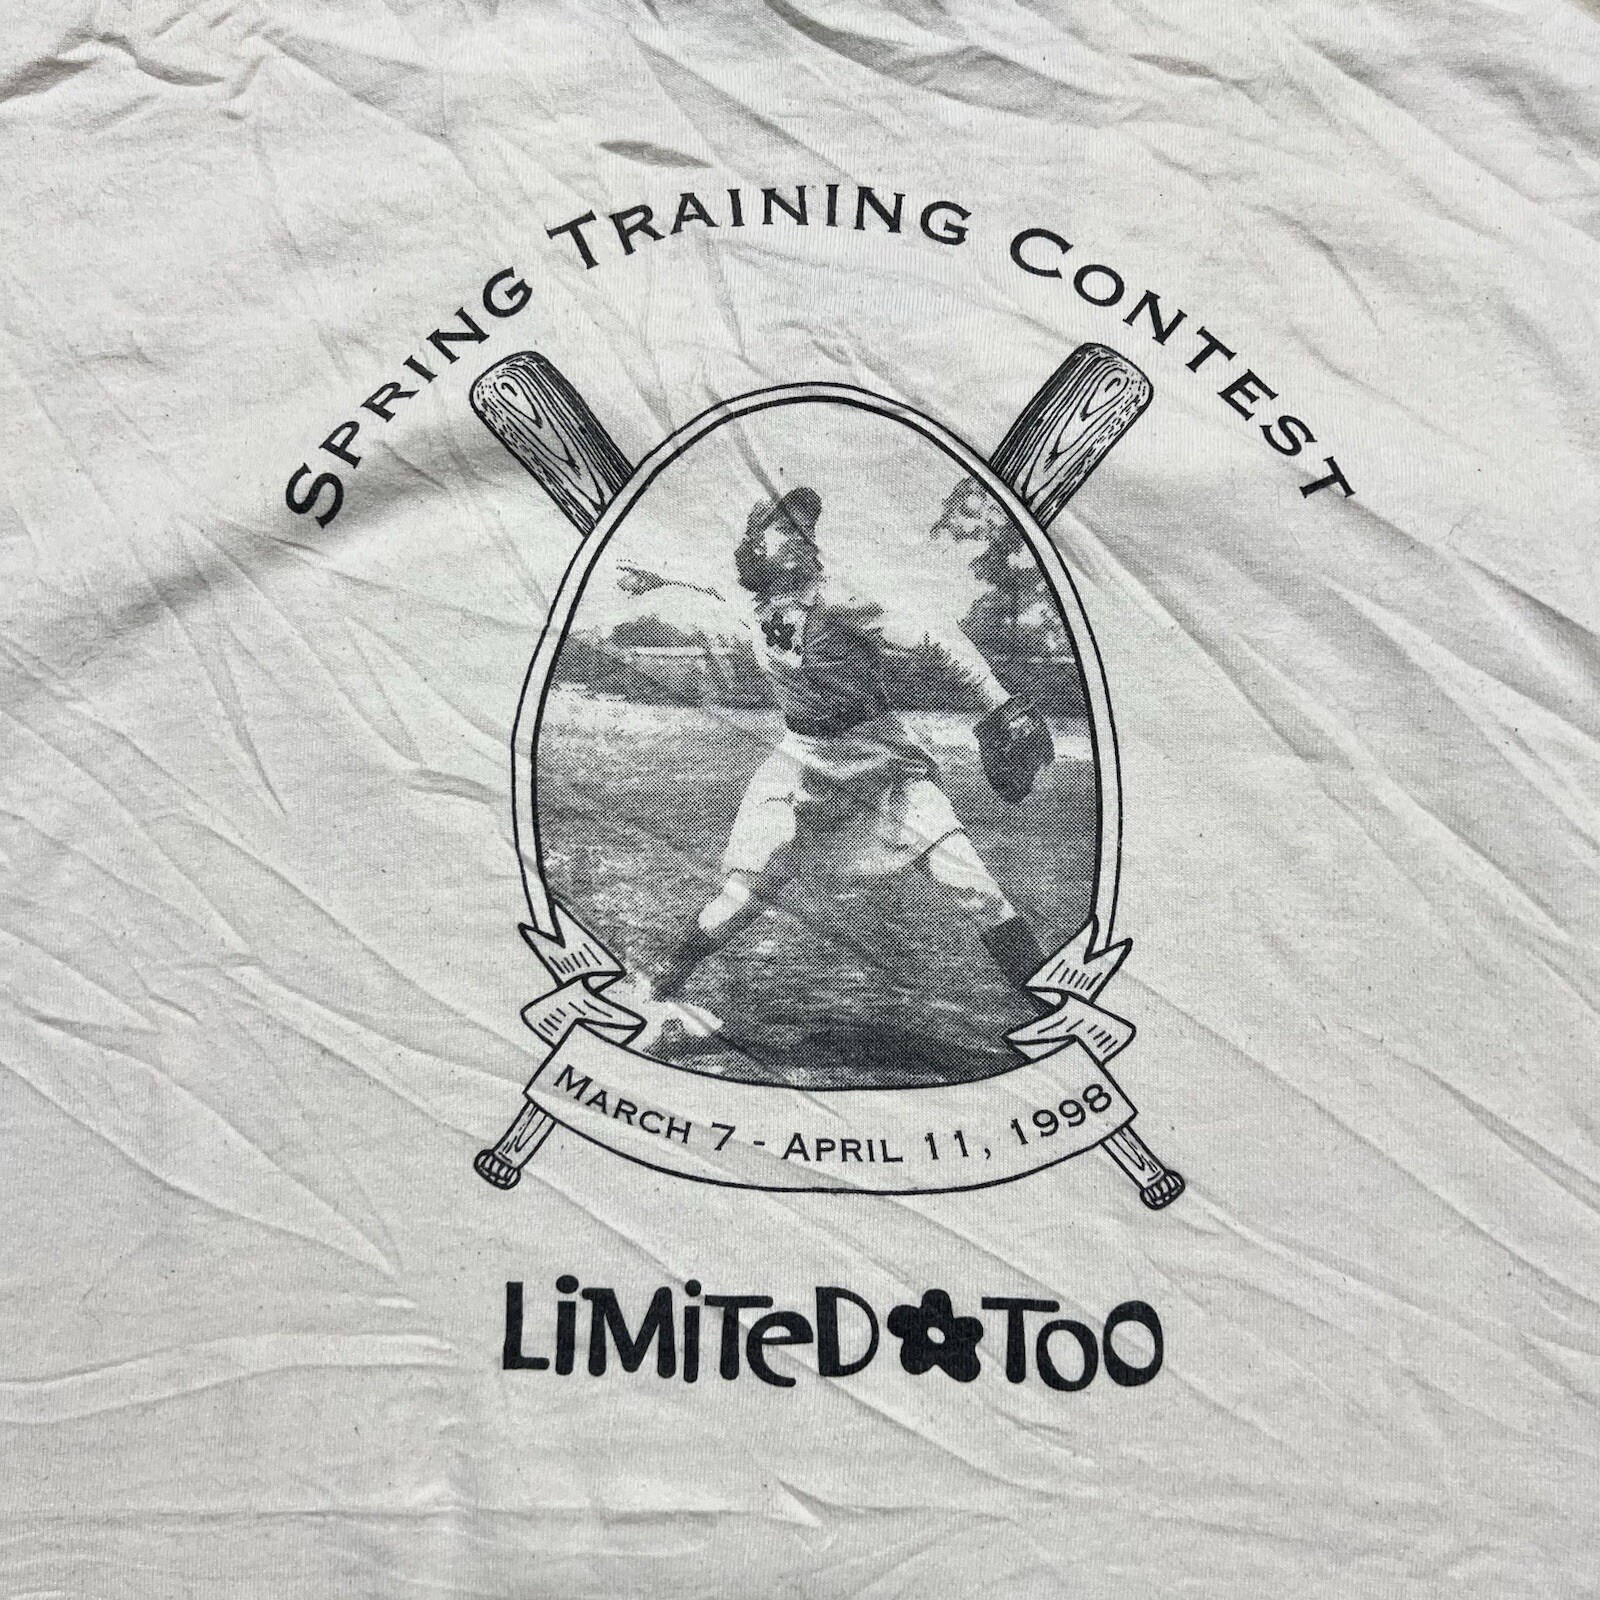 SPRING TRAINING CONTEST
MARCH 7 - APRIL 11, 1998
LiMiTeD TOO